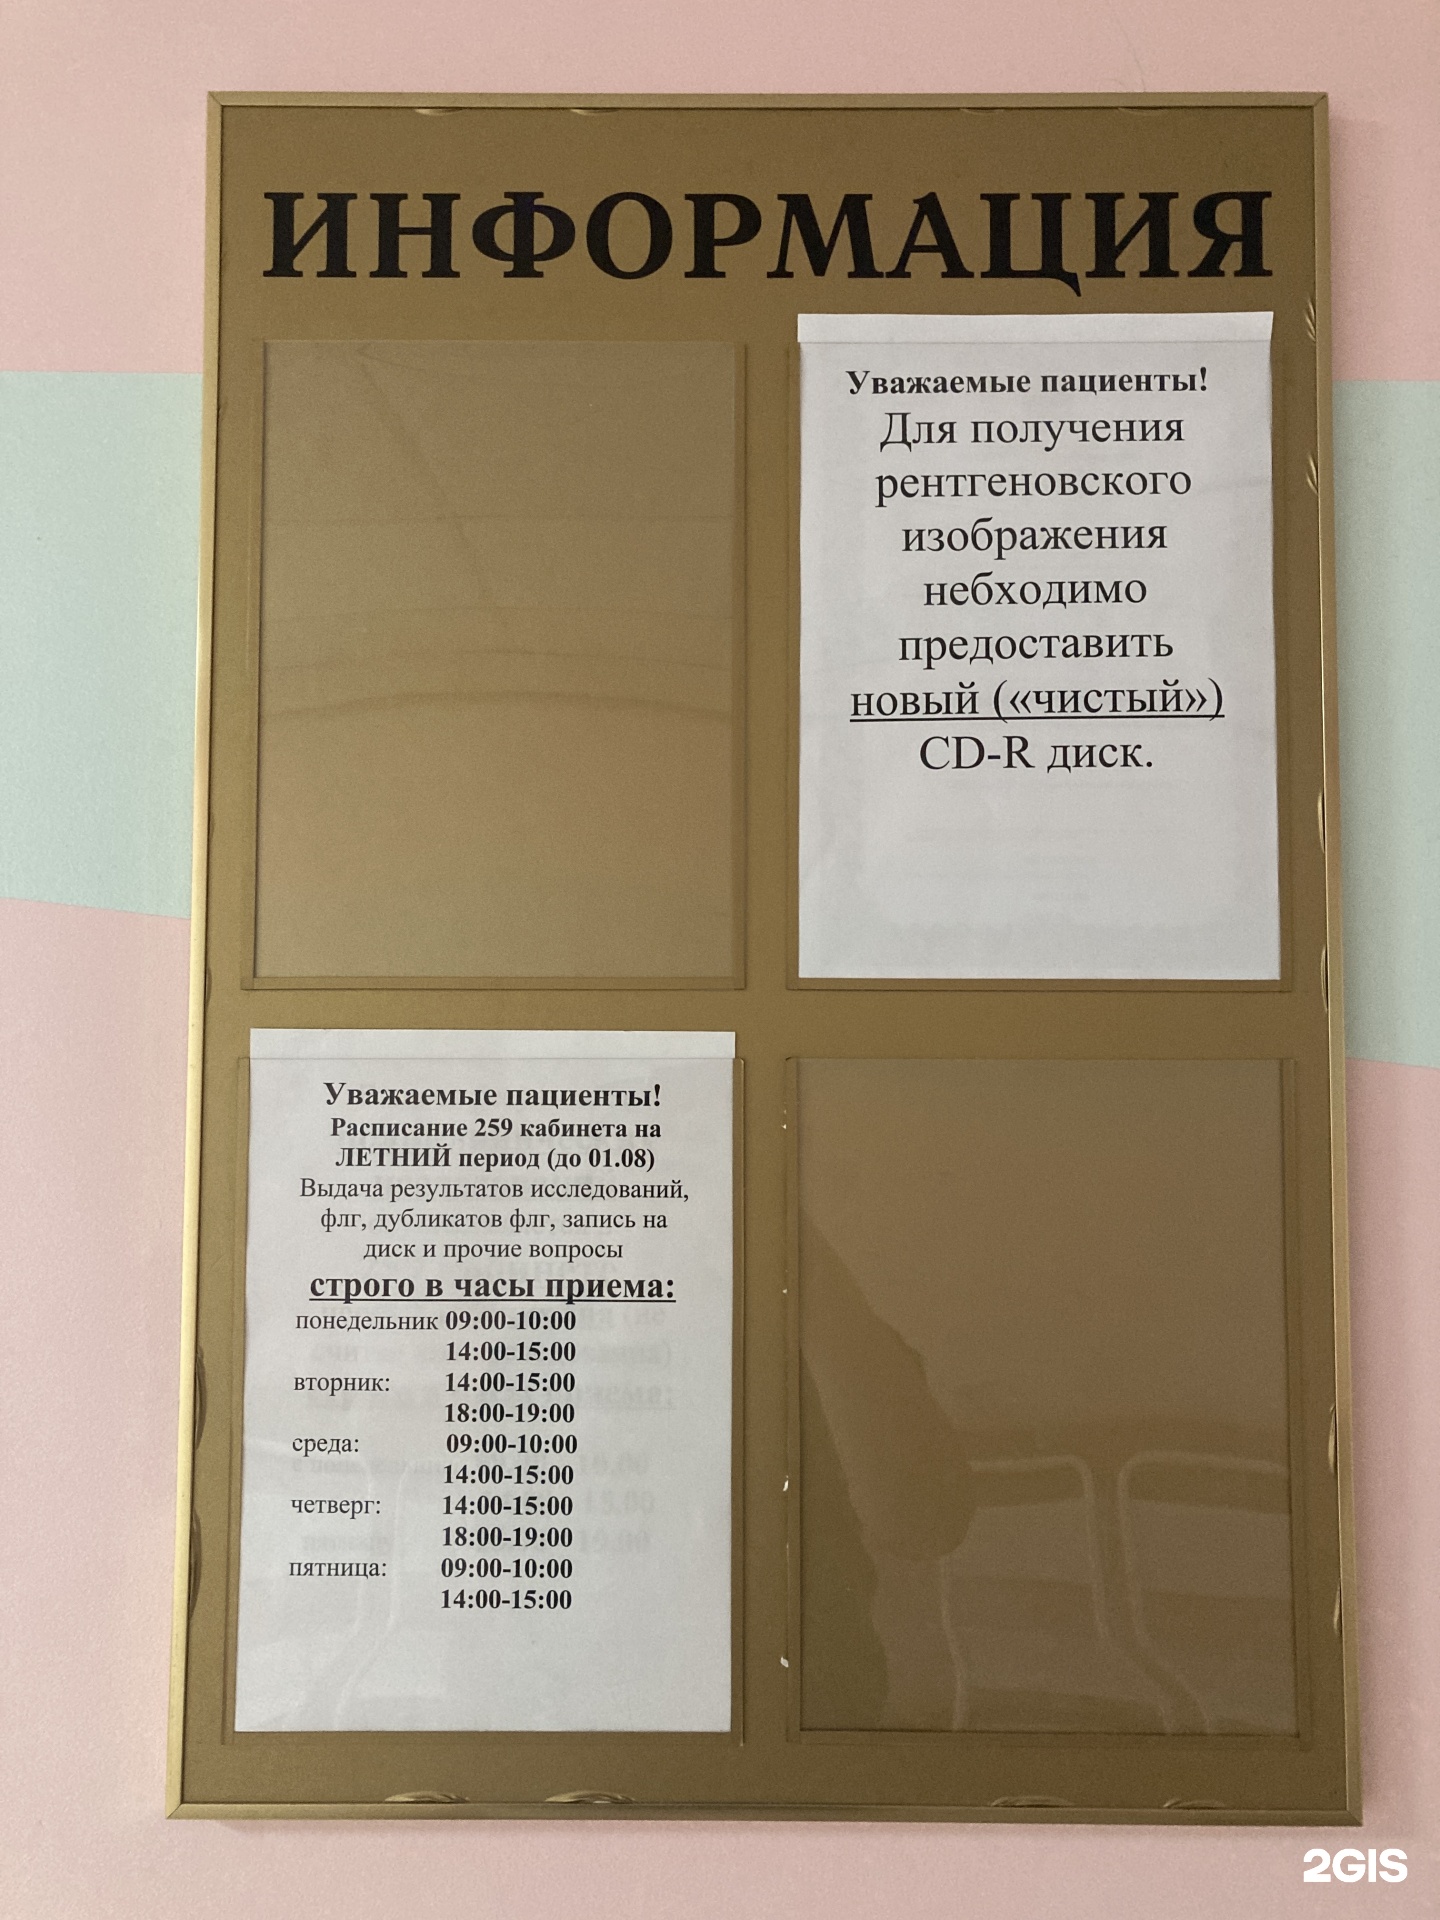 ИНФОРМАЦИЯ
Уважаемые пациенты!
Для получения
рентгеновского
изображения
небходимо
предоставить
новый («чистый»)
CD-R диск.
Уважаемые пациенты!
Расписание 259 кабинета на
ЛЕТНИЙ период (до 01.08)
Выдача результатов исследований,
флг, дубликатов флг, запись на
диск и прочие вопросы
строго в часы приема:
понедельник 09:00-10:00
14:00-15:00
вторник: 14:00-15:00
18:00-19:00
среда: 09:00-10:00
14:00-15:00
четверг: 14:00-15:00
18:00-19:00
пятница: 09:00-10:00
14:00-15:00
2GIS